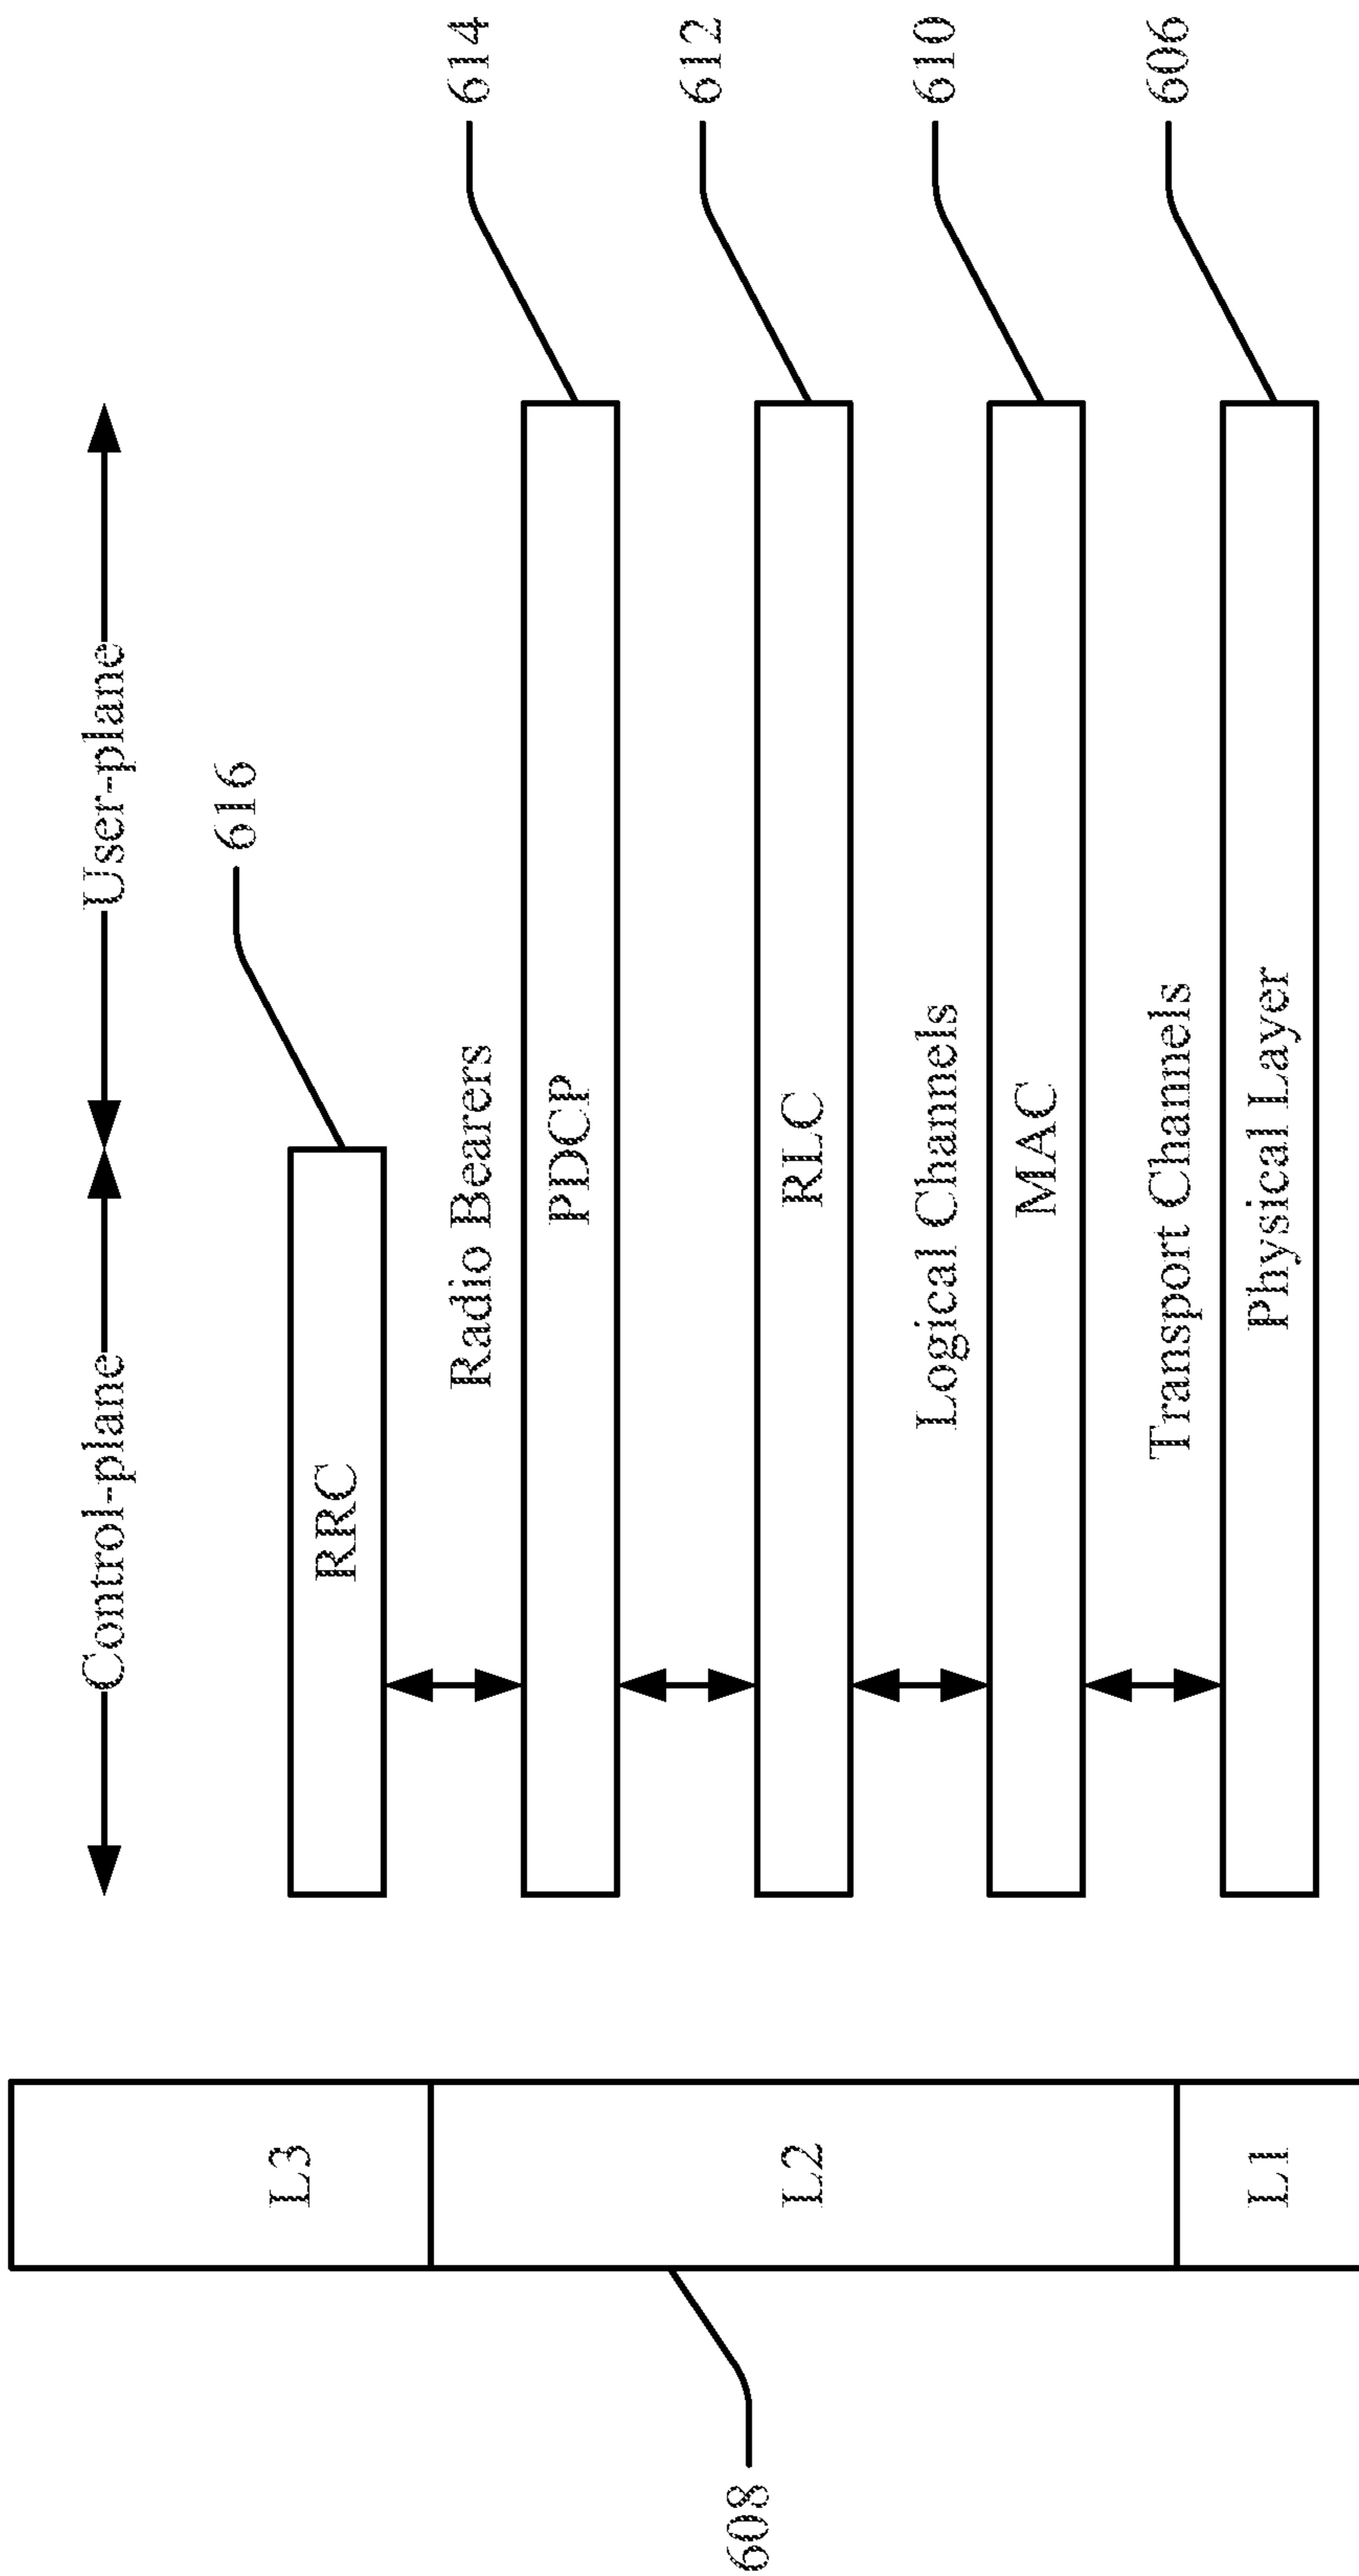 Control-plane
User-plane
616
L3
RRC
614
Radio Bearers
PDCP
608
L2
612
RLC
610
Logical Channels
MAC
606
Transport Channels
L1
Physical Layer